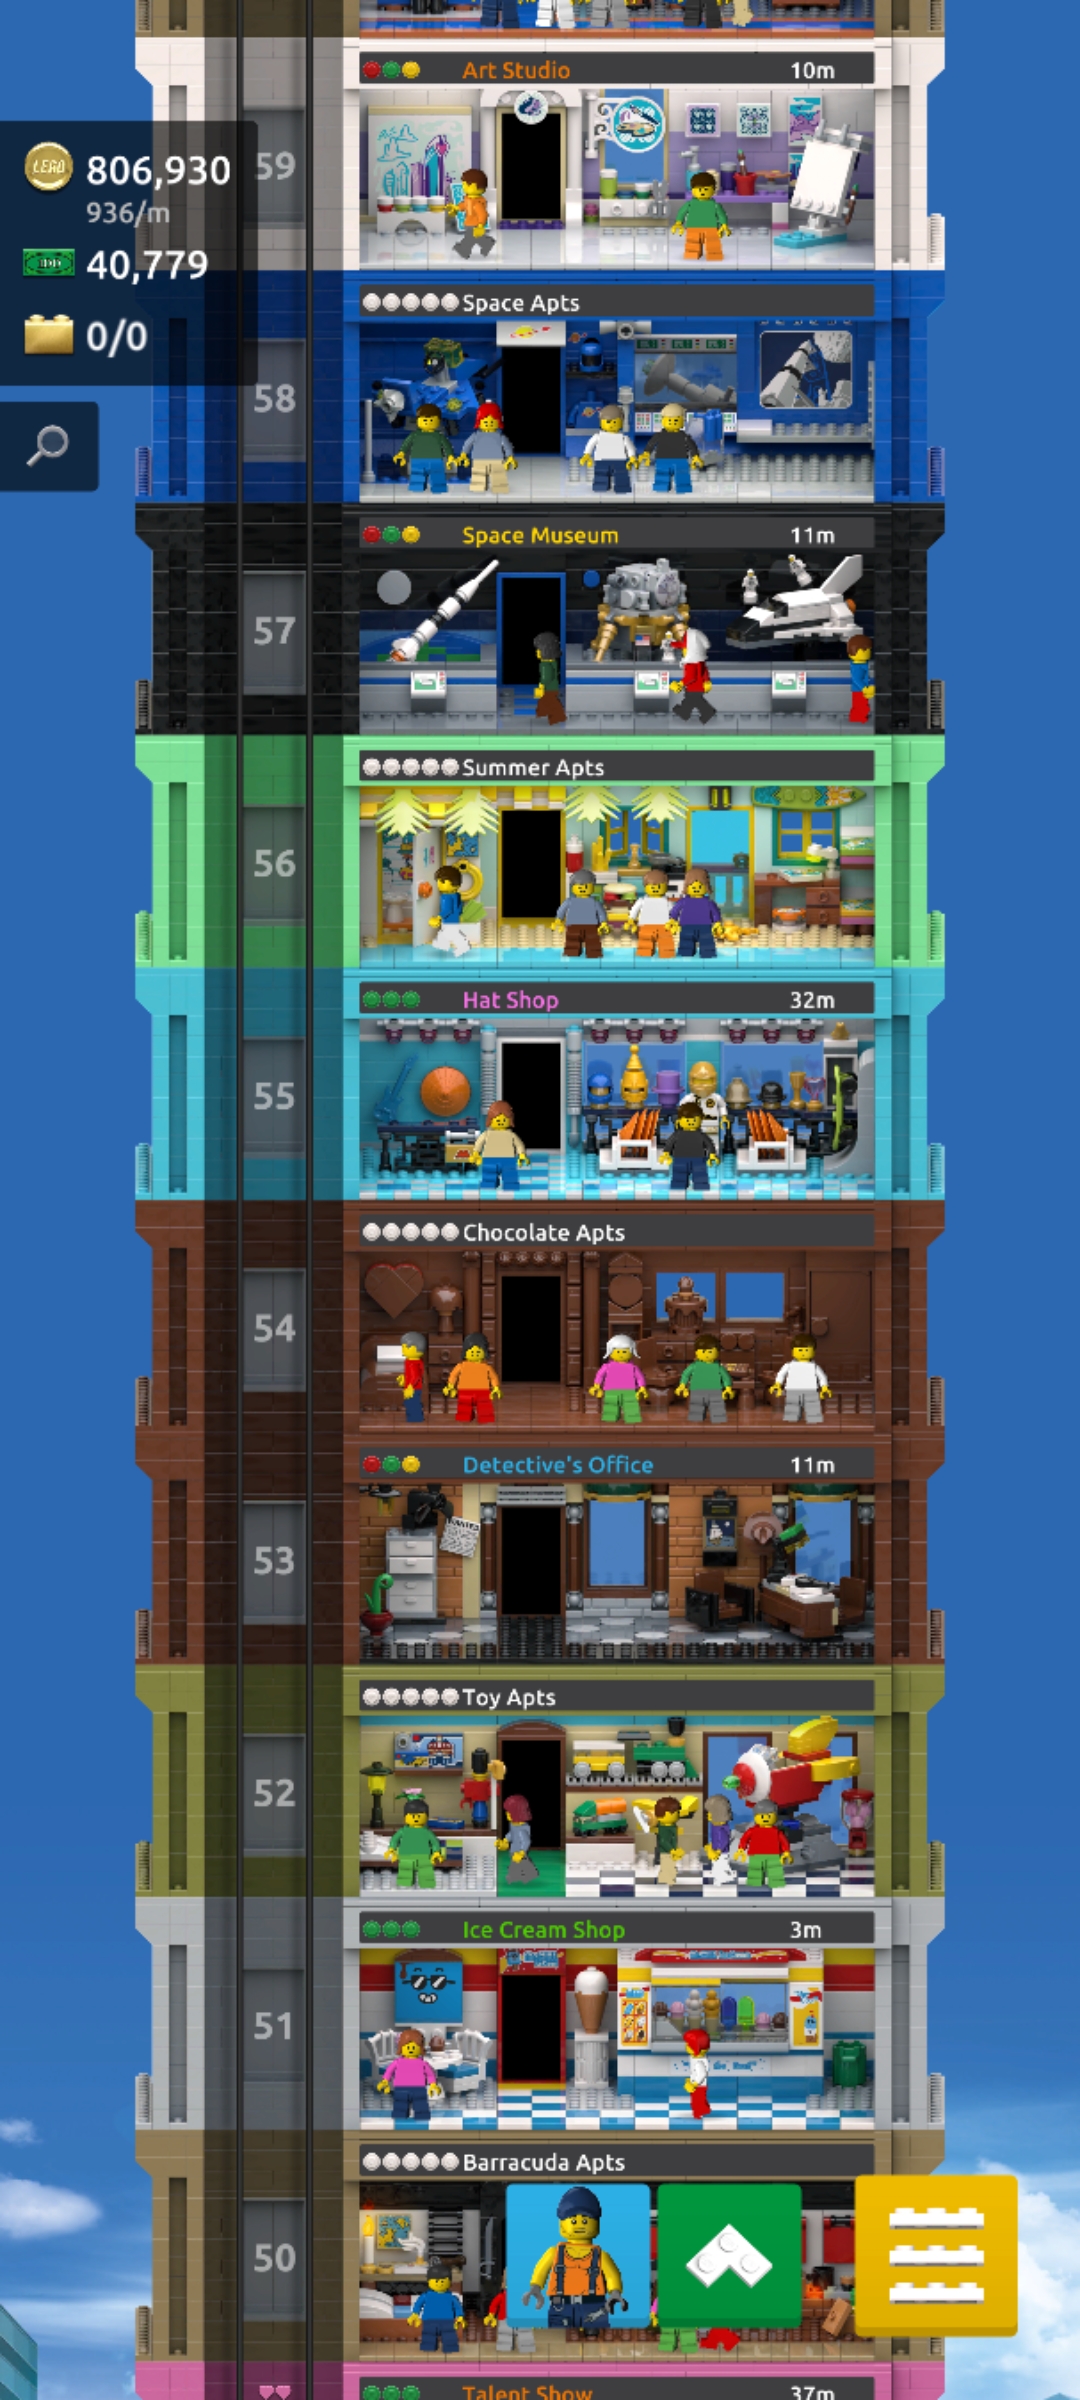 Art Studio 10m
59
LEGO 806,930
936/m
40,779
0/0
Space Apts
58
Space Museum 11m
57
Summer Apts
56
Hat Shop 32m
55
Chocolate Apts
54
Detective's Office 11m
53
WANTED
Toy Apts
52
Ice Cream Shop 3m
51
Barracuda Apts
50
Talent Show 37m